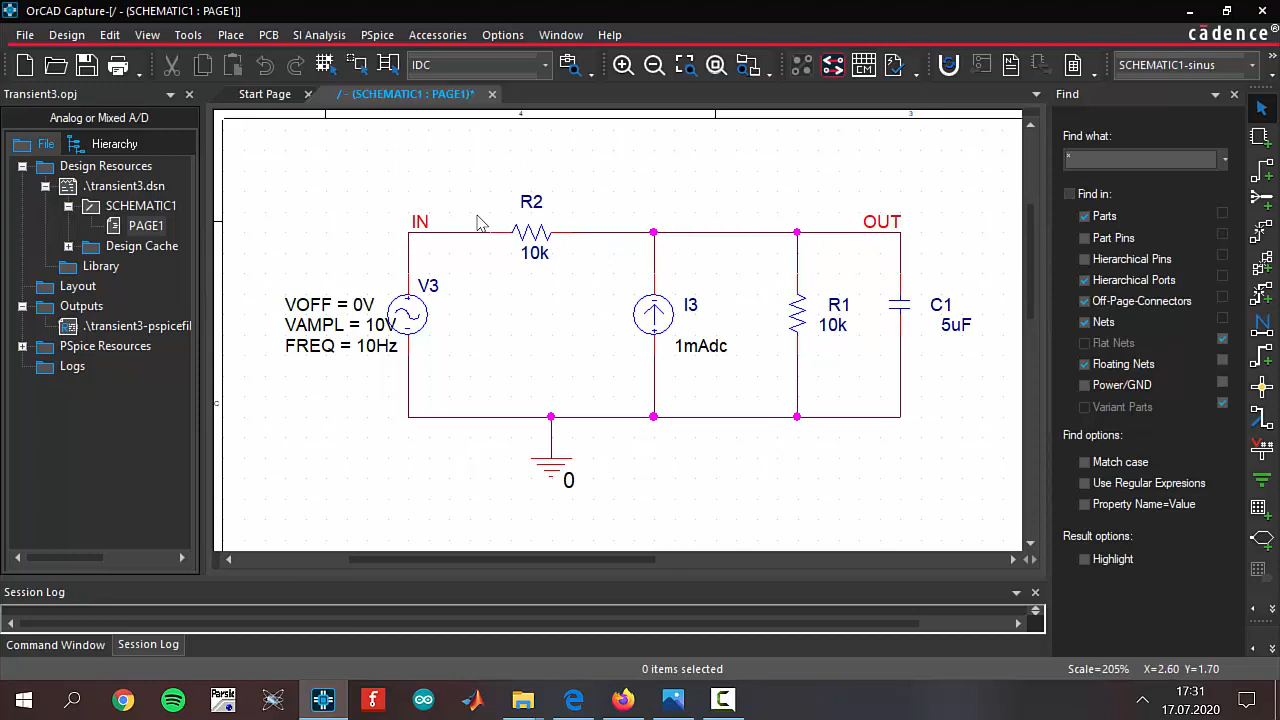 OrCAD Capture-[/ - (SCHEMATIC1 : PAGE1)]
File Design Edit View Tools Place PCB SI Analysis PSpice Accessories Options Window Help
cādence®
IDC
SCHEMATIC1-sinus
Transient3.opj
Start Page
/ - (SCHEMATIC1 : PAGE1)*
Find
Analog or Mixed A/D
File
Hierarchy
Design Resources
.\transient3.dsn
SCHEMATIC1
PAGE1
Design Cache
Library
Layout
Outputs
.\transient3-pspicefil
PSpice Resources
Logs
4
3
C
IN
R2
10k
OUT
V3
VOFF = 0V
VAMPL = 10V
FREQ = 10Hz
I3
1mAdc
R1
10k
C1
5uF
0
Find what:
*
Find in:
Parts
Part Pins
Hierarchical Pins
Hierarchical Ports
Off-Page-Connectors
Nets
Flat Nets
Floating Nets
Power/GND
Variant Parts
Find options:
Match case
Use Regular Expresions
Property Name=Value
Result options:
Highlight
Session Log
Command Window
Session Log
0 items selected
Scale=205% X=2.60 Y=1.70
Parsk
17:31
17.07.2020